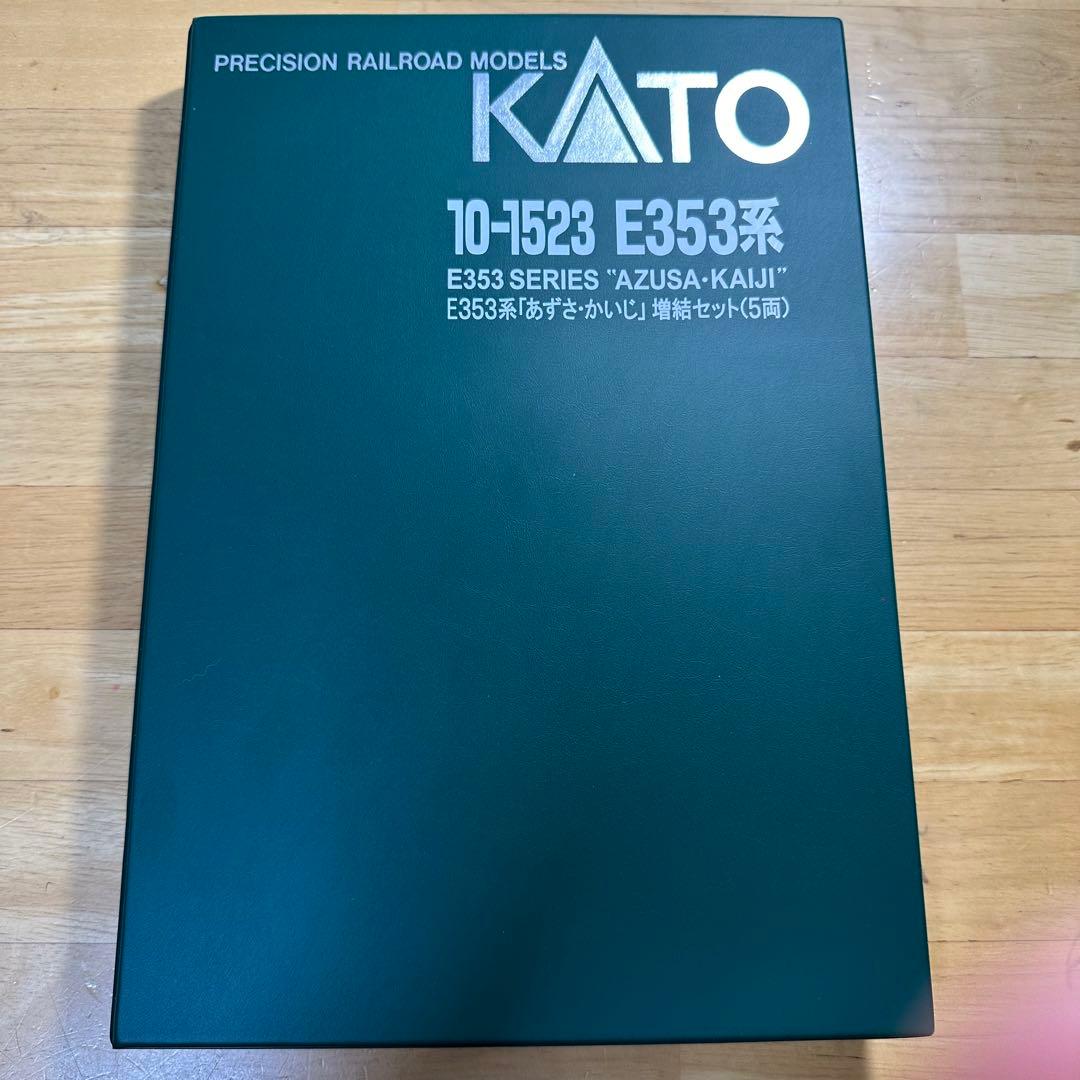 PRECISION RAILROAD MODELS
KATO
10-1523 E353系
E353 SERIES "AZUSA･KAIJI"
E353系｢あずさ･かいじ｣ 増結セット(5両)